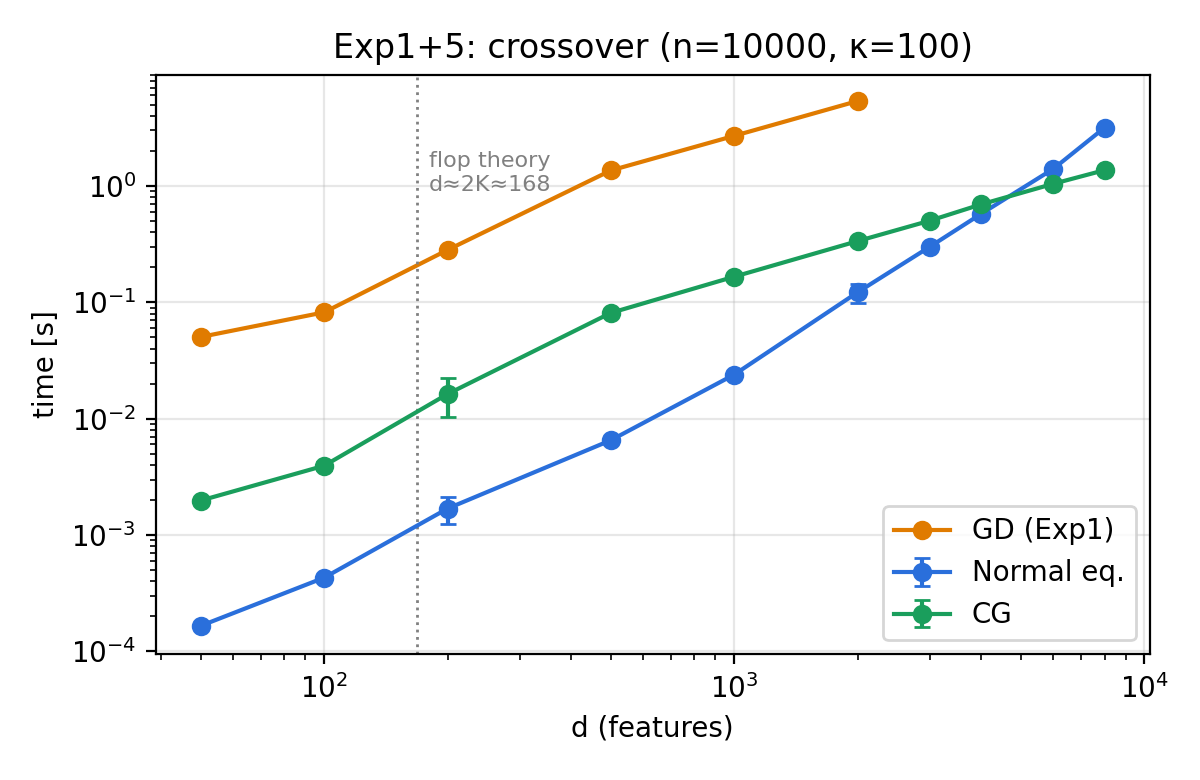 Exp1+5: crossover (n=10000, κ=100)
flop theory
d≈2K≈168
10⁰
10⁻¹
10⁻²
10⁻³
10⁻⁴
time [s]
GD (Exp1)
Normal eq.
CG
10²
10³
10⁴
d (features)